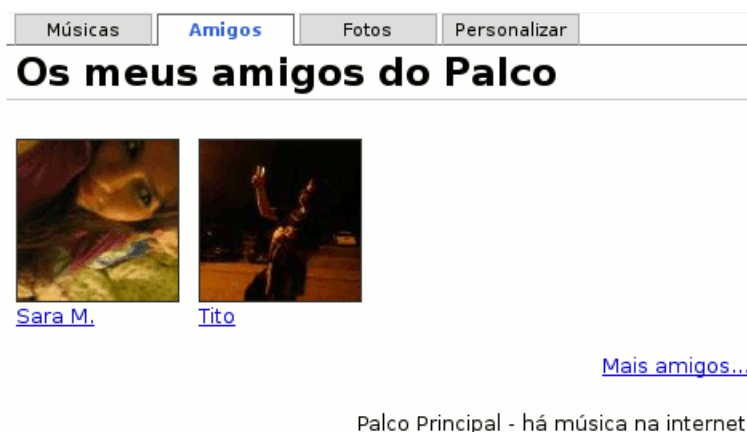 Músicas Amigos Fotos Personalizar
Os meus amigos do Palco
Sara M. Tito
Mais amigos...
Palco Principal - há música na internet